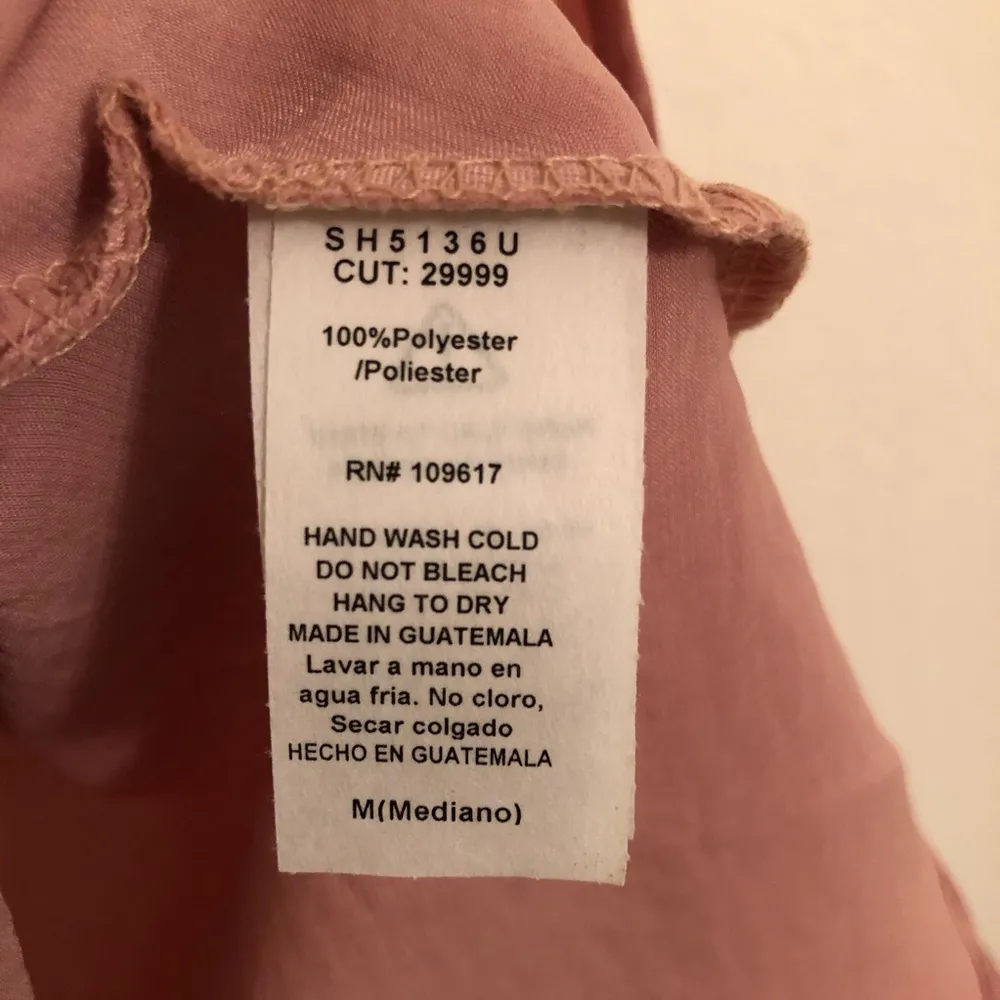 SH5136U
CUT: 29999
100%Polyester
/Poliester
RN# 109617
HAND WASH COLD
DO NOT BLEACH
HANG TO DRY
MADE IN GUATEMALA
Lavar a mano en
agua fria. No cloro,
Secar colgado
HECHO EN GUATEMALA
M(Mediano)